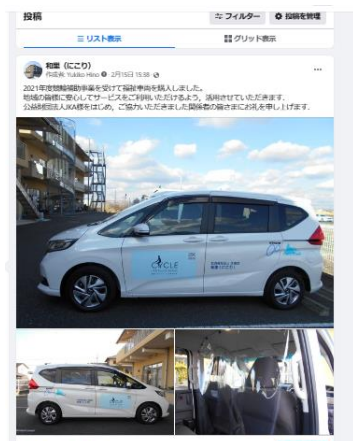 投稿
フィルター
投稿を管理
リスト表示
グリッド表示
和里（にこり）
作成者: Yukiko Hino 2月15日 15:38
2021年度競輪補助事業を受けて福祉車両を購入しました。
地域の皆様に安心してサービスをご利用いただけるよう，活用させていただきます。
公益財団法人JKA様をはじめ，ご協力いただきました関係者の皆さまにお礼を申し上げます．
CYCLE